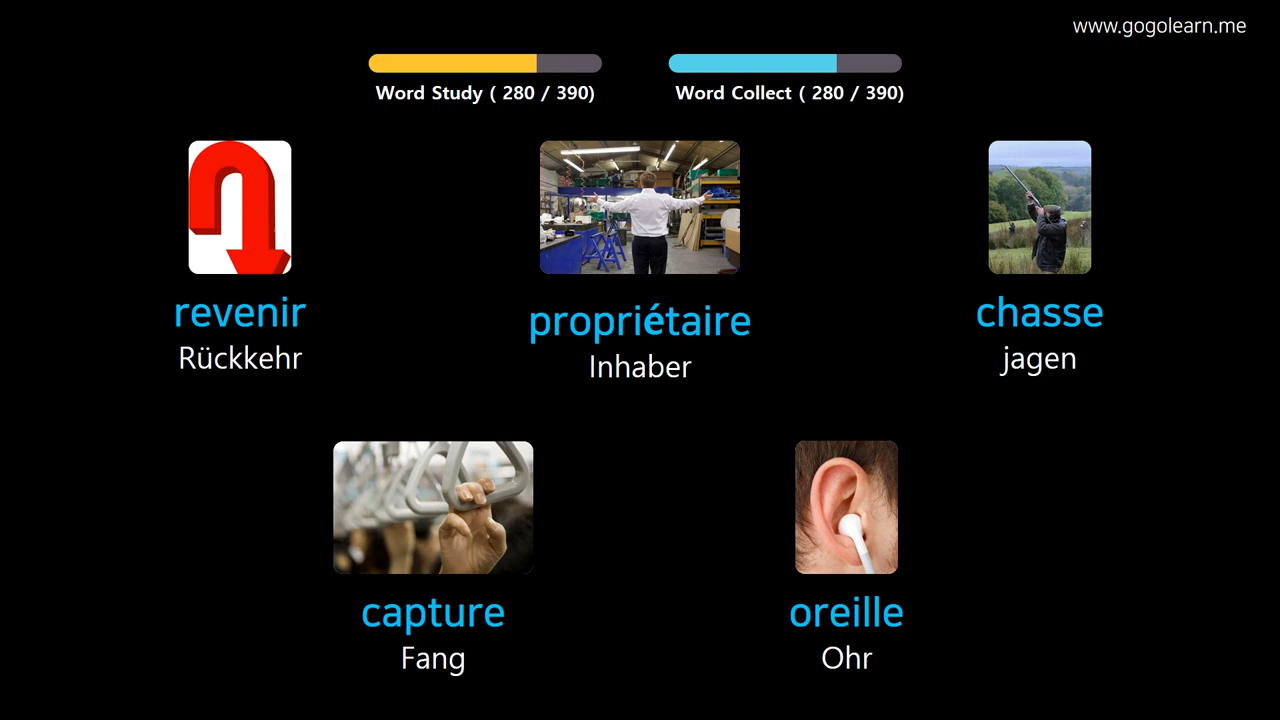 www.gogolearn.me
Word Study ( 280 / 390)
Word Collect ( 280 / 390)
revenir
Rückkehr
propriétaire
Inhaber
chasse
jagen
capture
Fang
oreille
Ohr